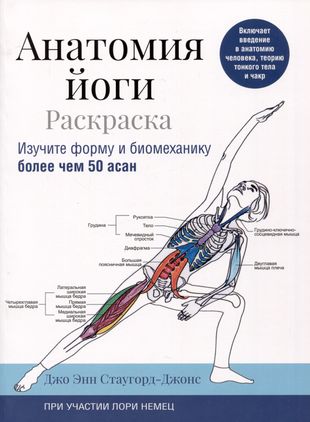 Включает
введение
в анатомию
человека, теорию
тонкого тела
и чакр
Анатомия
йоги
Раскраска
Изучите форму и биомеханику
более чем 50 асан
Грудина
Рукоятка
Тело
Мечевидный
отросток
Диафрагма
Большая
поясничная мышца
Грудино-ключично-
сосцевидная мышца
Двуглавая
мышца плеча
Четырехглавая
мышца бедра
Латеральная
широкая
мышца бедра
Прямая
мышца бедра
Медиальная
широкая
мышца бедра
Джо Энн Стаугорд-Джонс
ПРИ УЧАСТИИ ЛОРИ НЕМЕЦ